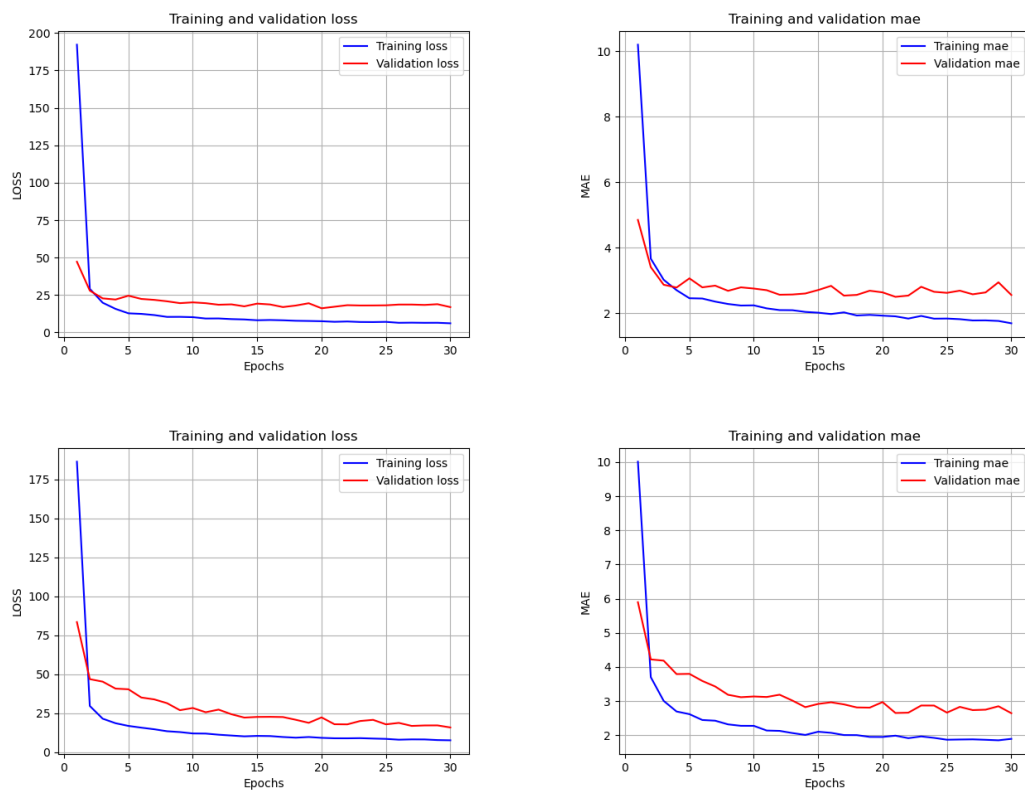 Training and validation loss
200
175
150
125
100
75
50
25
0
LOSS
Training loss
Validation loss
0 5 10 15 20 25 30
Epochs
Training and validation mae
10
8
6
4
2
MAE
Training mae
Validation mae
0 5 10 15 20 25 30
Epochs
Training and validation loss
175
150
125
100
75
50
25
0
LOSS
Training loss
Validation loss
0 5 10 15 20 25 30
Epochs
Training and validation mae
10
9
8
7
6
5
4
3
2
MAE
Training mae
Validation mae
0 5 10 15 20 25 30
Epochs